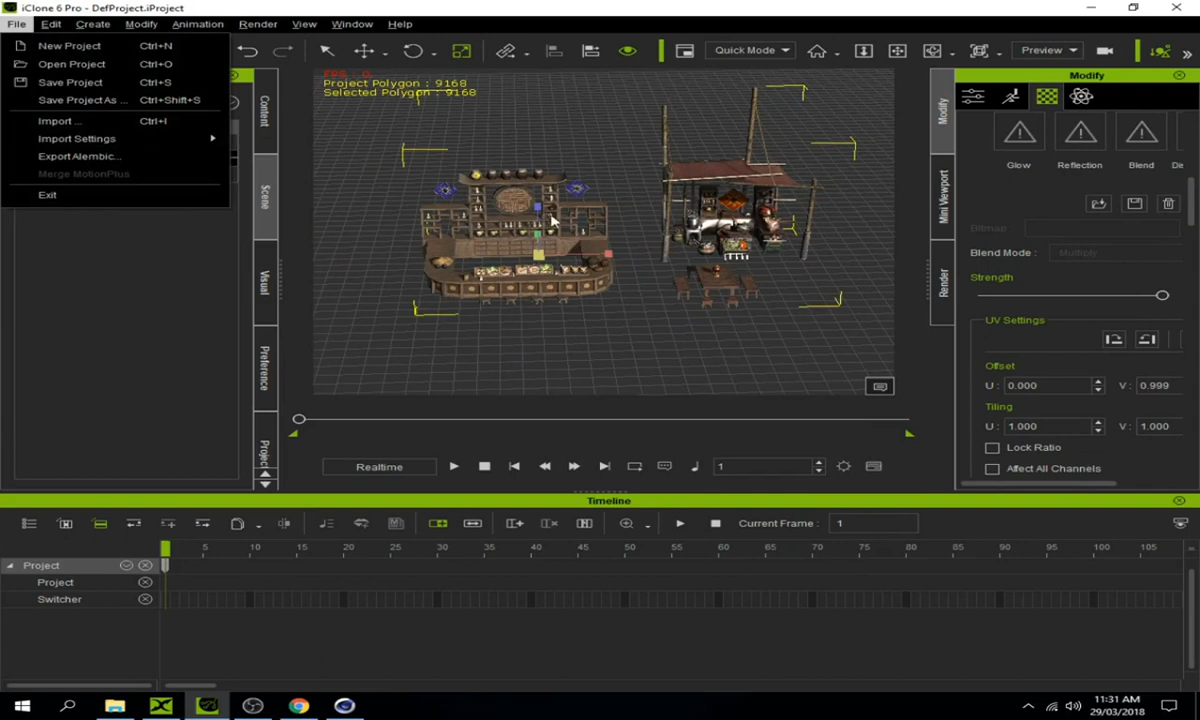 iClone 6 Pro - DefProject.iProject
File Edit Create Modify Animation Render View Window Help
New Project Ctrl+N
Open Project Ctrl+O
Save Project Ctrl+S
Save Project As ... Ctrl+Shift+S
Import ... Ctrl+I
Import Settings
Export Alembic...
Merge MotionPlus
Exit
Quick Mode
Preview
Content
Scene
Visual
Preference
Project
FPS : 0
Project Polygon : 9168
Selected Polygon : 9168
Modify
Mini Viewport
Render
Modify
Glow Reflection Blend
Bitmap :
Blend Mode : Multiply
Strength
UV Settings
Offset
U : 0.000 V : 0.999
Tiling
U : 1.000 V : 1.000
Lock Ratio
Affect All Channels
Realtime
1
Timeline
Current Frame : 1
5 10 15 20 25 30 35 40 45 50 55 60 65 70 75 80 85 90 95 100 105
Project
Project
Switcher
11:31 AM
29/03/2018